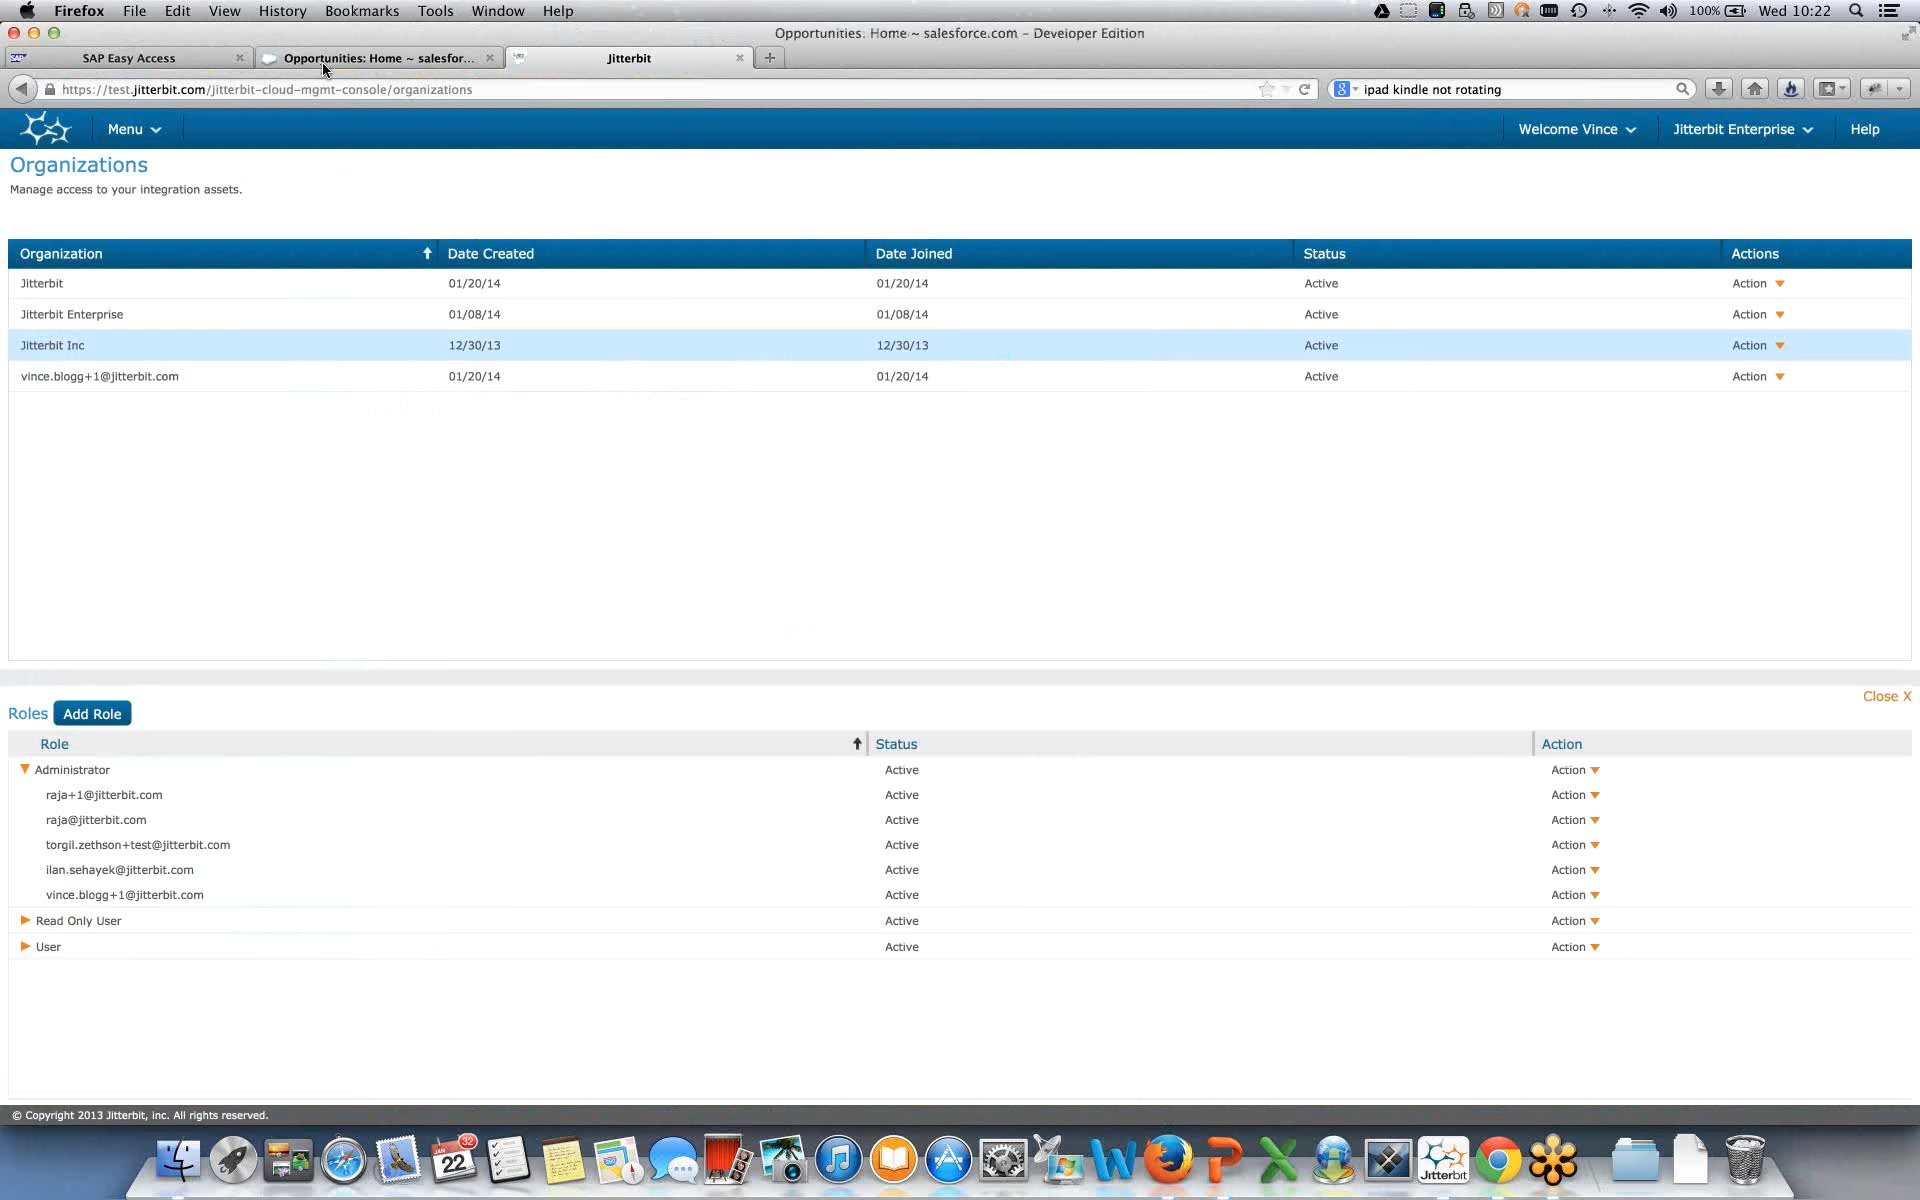 Firefox File Edit View History Bookmarks Tools Window Help 100% Wed 10:22
Opportunities: Home ~ salesforce.com - Developer Edition
SAP Easy Access Opportunities: Home ~ salesfor... Jitterbit
https://test.jitterbit.com/jitterbit-cloud-mgmt-console/organizations ipad kindle not rotating
Menu Welcome Vince Jitterbit Enterprise Help
Organizations
Manage access to your integration assets.
Organization Date Created Date Joined Status Actions
Jitterbit 01/20/14 01/20/14 Active Action
Jitterbit Enterprise 01/08/14 01/08/14 Active Action
Jitterbit Inc 12/30/13 12/30/13 Active Action
vince.blogg+1@jitterbit.com 01/20/14 01/20/14 Active Action
Close X
Roles Add Role
Role Status Action
Administrator Active Action
raja+1@jitterbit.com Active Action
raja@jitterbit.com Active Action
torgil.zethson+test@jitterbit.com Active Action
ilan.sehayek@jitterbit.com Active Action
vince.blogg+1@jitterbit.com Active Action
Read Only User Active Action
User Active Action
© Copyright 2013 Jitterbit, inc. All rights reserved.
32
JAN
22
Jitterbit